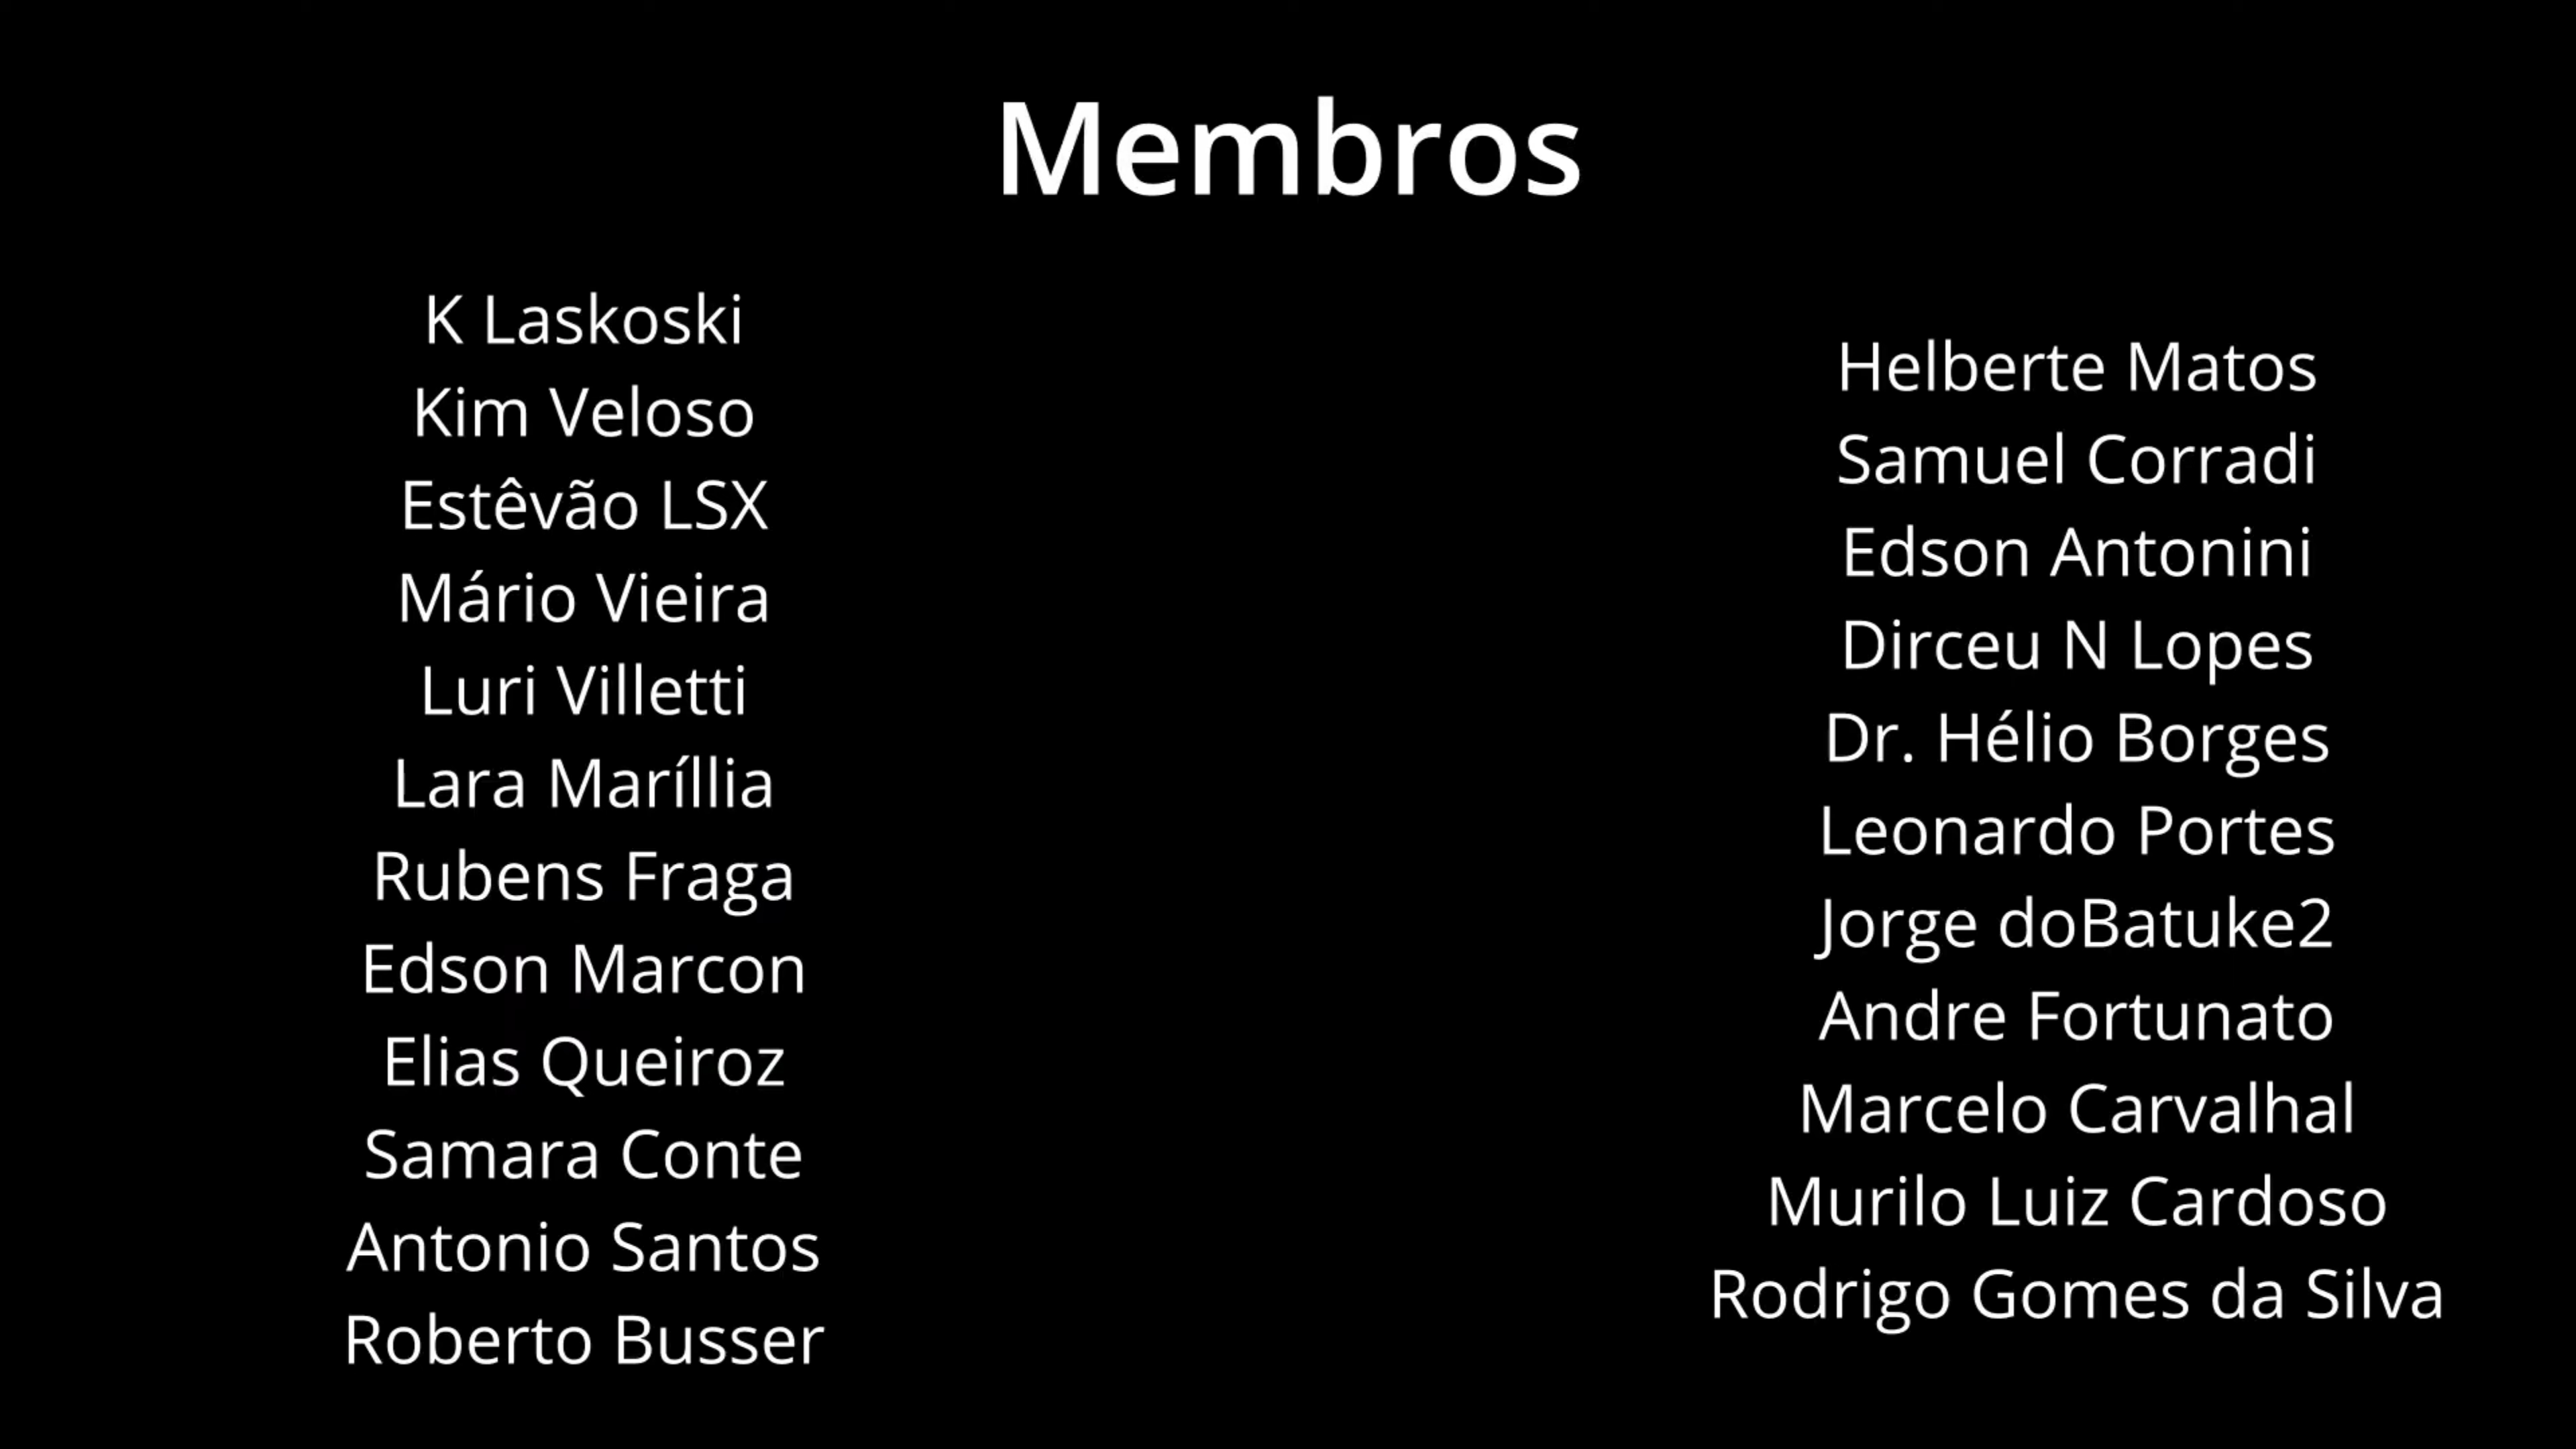 Membros
K Laskoski
Kim Veloso
Estêvão LSX
Mário Vieira
Luri Villetti
Lara Maríllia
Rubens Fraga
Edson Marcon
Elias Queiroz
Samara Conte
Antonio Santos
Roberto Busser
Helberte Matos
Samuel Corradi
Edson Antonini
Dirceu N Lopes
Dr. Hélio Borges
Leonardo Portes
Jorge doBatuke2
Andre Fortunato
Marcelo Carvalhal
Murilo Luiz Cardoso
Rodrigo Gomes da Silva